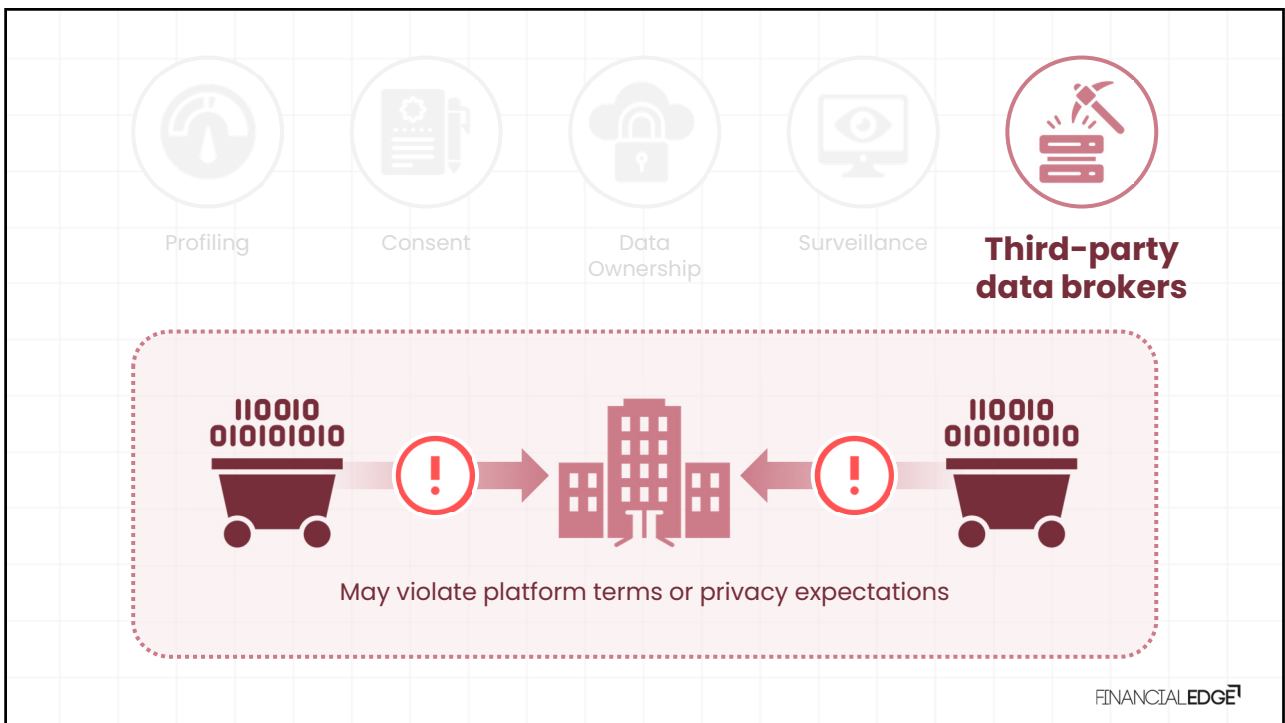 Profiling
Consent
Data
Ownership
Surveillance
Third-party
data brokers
110010
010101010
110010
010101010
May violate platform terms or privacy expectations
FINANCIALEDGE